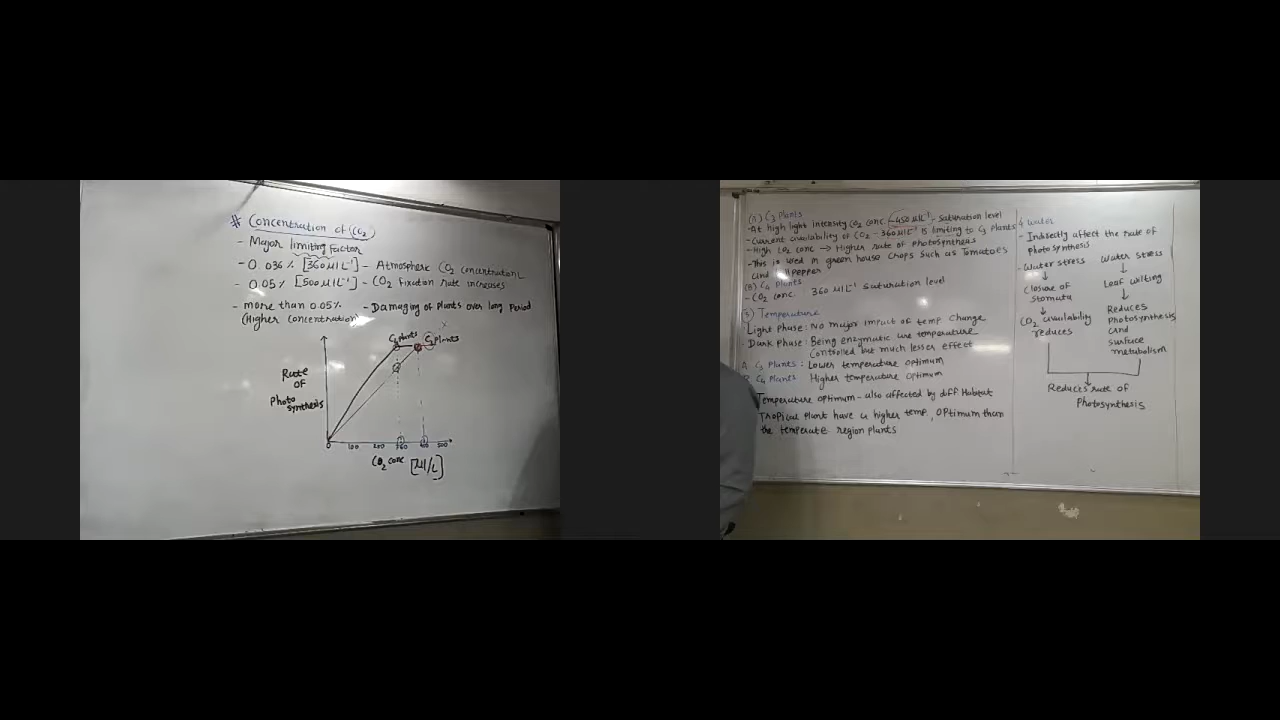 # Concentration of (CO2)
- Major limiting factor
- 0.036 % [360 µl L⁻¹] - Atmospheric CO2 concentration
- 0.05 % [500 µl L⁻¹] - CO2 fixation rate increases
- more than 0.05% - Damaging of plants over long Period
(Higher concentration)
C4 plants C3 plants
Rate
OF
Photo
synthesis
0 100 200 360 500
CO2 conc [µl/L]
(A) C3 Plants
- At high light intensity CO2 conc. - 450 µl L⁻¹ - Saturation level
- Current availability of CO2 - 360 µl L⁻¹ is limiting to C3 plants
- High CO2 conc → Higher rate of photosynthesis
- This is used in green house crops such as Tomatoes
and Pepper
(B) C4 Plants
- CO2 conc. 360 µl L⁻¹ Saturation level
3) Temperature
Light phase: No major impact of temp. change
- Dark phase: Being enzymatic are temperature
controlled but much lesser effect
A. C3 Plants: Lower temperature optimum
B. C4 Plants Higher temperature optimum
Temperature optimum - also affected by diff Habitat
Tropical plant have a higher temp. optimum than
the temperate region plants
4 water
- Indirectly affect the rate of
photosynthesis
- Water stress
↓
Closure of
stomata
↓
CO2 availability
reduces
Water stress
↓
Leaf wilting
↓
Reduces
Photosynthesis
and
surface
metabolism
Reduces rate of
Photosynthesis